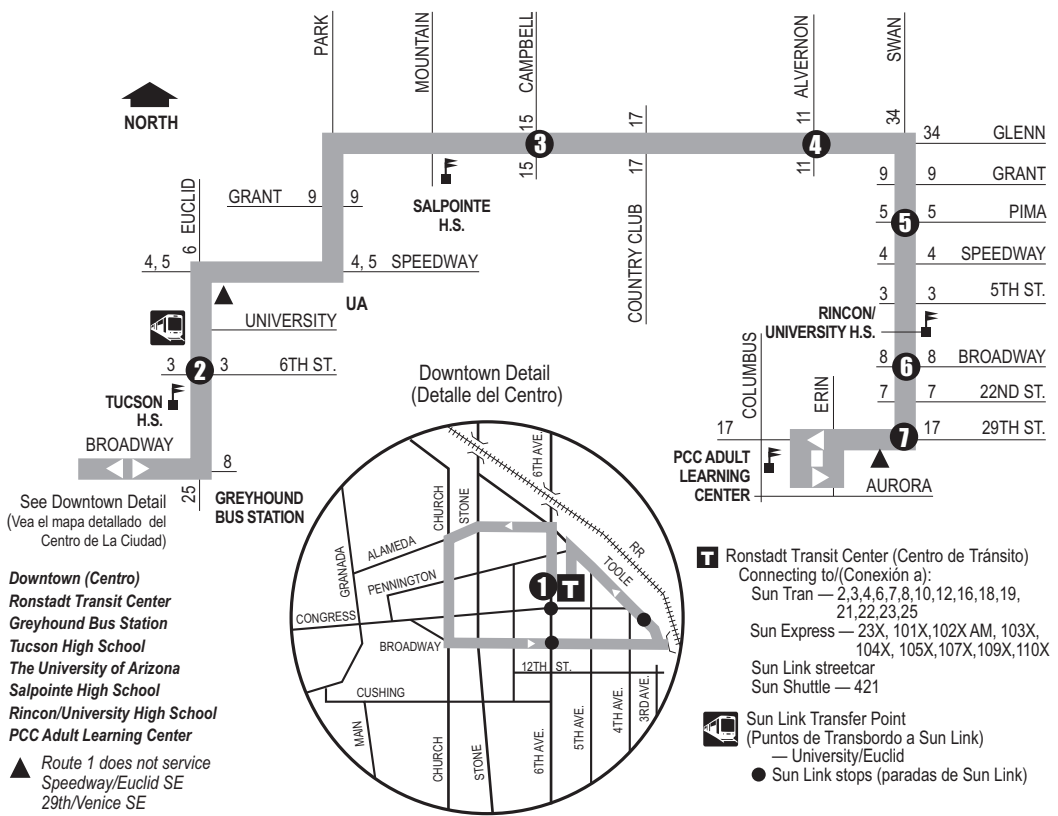 PARK
MOUNTAIN
CAMPBELL
ALVERNON
SWAN
NORTH
15
17
11
34
3
4
34 GLENN
15
17
11
9 9 GRANT
EUCLID
GRANT 9 9
SALPOINTE
H.S.
COUNTRY CLUB
5 5 5 PIMA
6
4, 5
4, 5 SPEEDWAY
4 4 SPEEDWAY
UA
3 3 5TH ST.
UNIVERSITY
RINCON/
UNIVERSITY H.S.
3 2 3 6TH ST.
8 6 8 BROADWAY
COLUMBUS
ERIN
7 7 22ND ST.
TUCSON
H.S.
17
7 17 29TH ST.
BROADWAY
8
PCC ADULT
LEARNING
CENTER
AURORA
25
GREYHOUND
BUS STATION
See Downtown Detail
(Vea el mapa detallado del
Centro de La Ciudad)
Downtown Detail
(Detalle del Centro)
6TH AVE.
CHURCH
STONE
RR
TOOLE
GRANADA
ALAMEDA
PENNINGTON
1 T
CONGRESS
BROADWAY
12TH ST.
CUSHING
MAIN
CHURCH
STONE
6TH AVE.
5TH AVE.
4TH AVE.
3RD AVE.
Downtown (Centro)
Ronstadt Transit Center
Greyhound Bus Station
Tucson High School
The University of Arizona
Salpointe High School
Rincon/University High School
PCC Adult Learning Center
Route 1 does not service
Speedway/Euclid SE
29th/Venice SE
T Ronstadt Transit Center (Centro de Tránsito)
Connecting to/(Conexión a):
Sun Tran — 2,3,4,6,7,8,10,12,16,18,19,
21,22,23,25
Sun Express — 23X, 101X,102X AM, 103X,
104X, 105X,107X,109X,110X
Sun Link streetcar
Sun Shuttle — 421
Sun Link Transfer Point
(Puntos de Transbordo a Sun Link)
— University/Euclid
Sun Link stops (paradas de Sun Link)